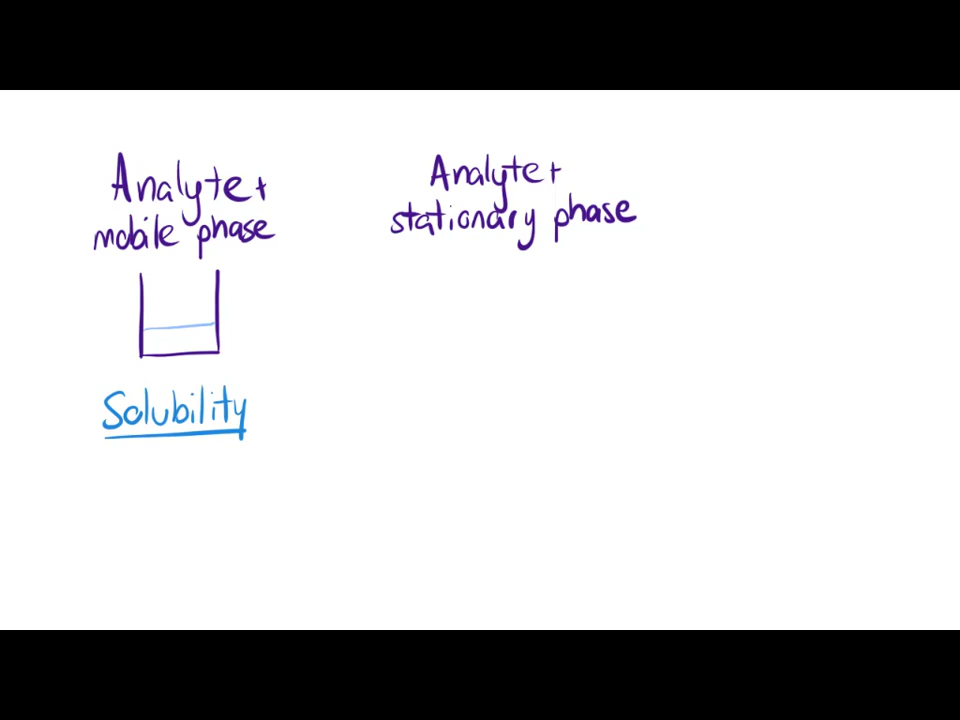 Analyte +
mobile phase
Analyte +
stationary phase
Solubility